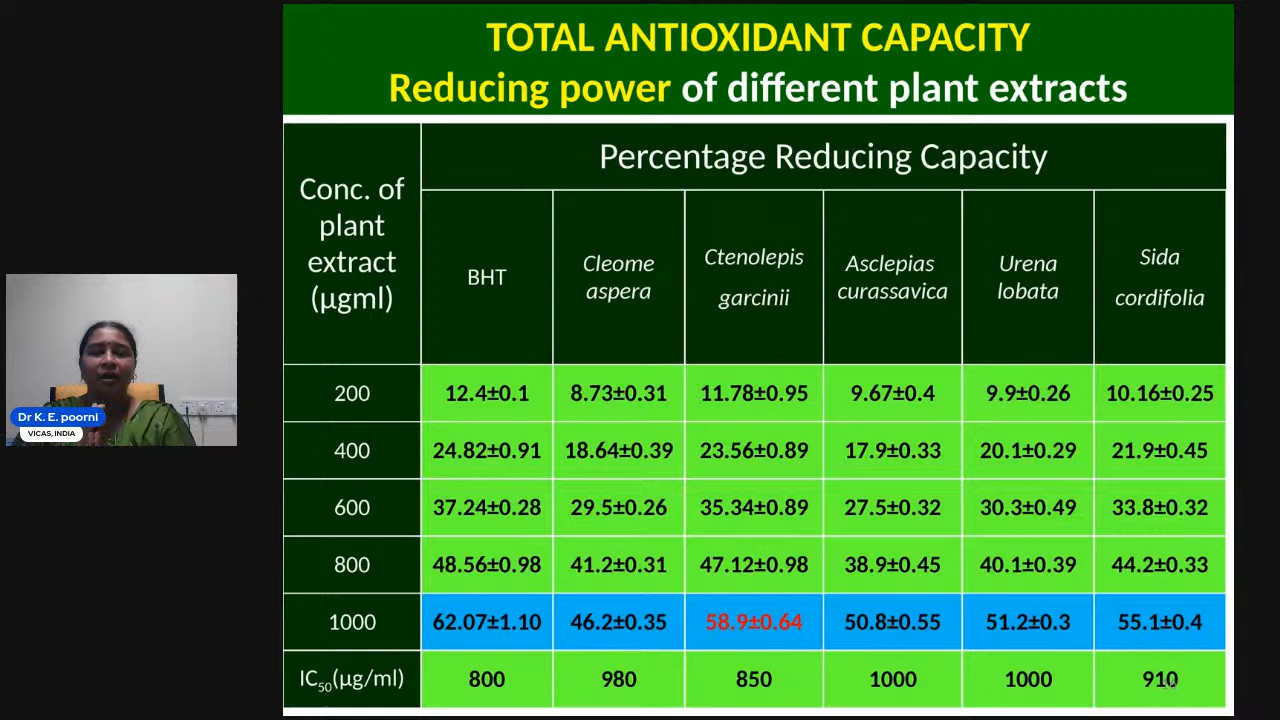 TOTAL ANTIOXIDANT CAPACITY
Reducing power of different plant extracts
Conc. of
plant
extract
(µgml)
Percentage Reducing Capacity
BHT
Cleome
aspera
Ctenolepis
garcinii
Asclepias
curassavica
Urena
lobata
Sida
cordifolia
200 12.4±0.1 8.73±0.31 11.78±0.95 9.67±0.4 9.9±0.26 10.16±0.25
400 24.82±0.91 18.64±0.39 23.56±0.89 17.9±0.33 20.1±0.29 21.9±0.45
600 37.24±0.28 29.5±0.26 35.34±0.89 27.5±0.32 30.3±0.49 33.8±0.32
800 48.56±0.98 41.2±0.31 47.12±0.98 38.9±0.45 40.1±0.39 44.2±0.33
1000 62.07±1.10 46.2±0.35 58.9±0.64 50.8±0.55 51.2±0.3 55.1±0.4
IC50(µg/ml) 800 980 850 1000 1000 910
Dr K. E. poorni
VICAS, INDIA